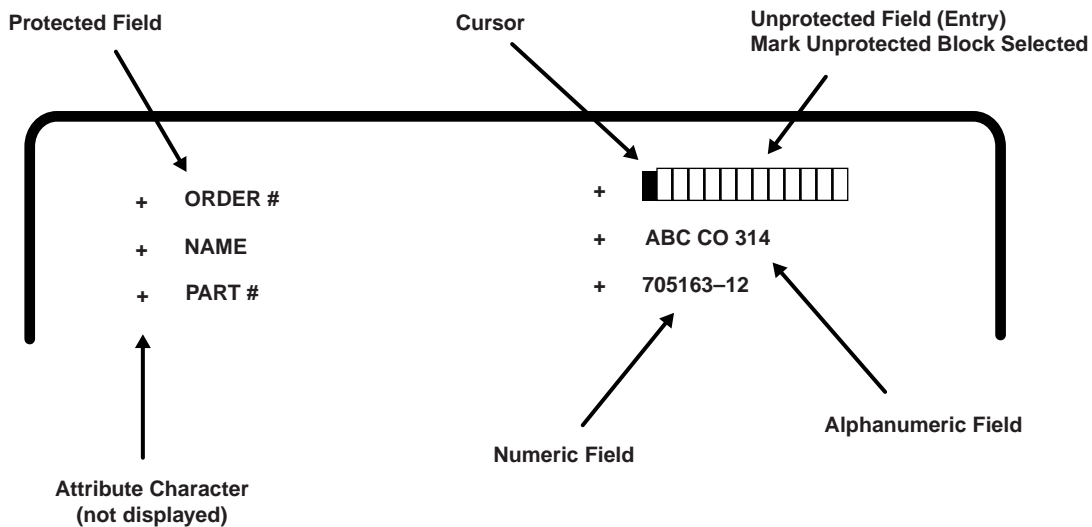 Protected Field
Cursor
Unprotected Field (Entry)
Mark Unprotected Block Selected
+ ORDER # +
+ NAME + ABC CO 314
+ PART # + 705163–12
Alphanumeric Field
Numeric Field
Attribute Character
(not displayed)